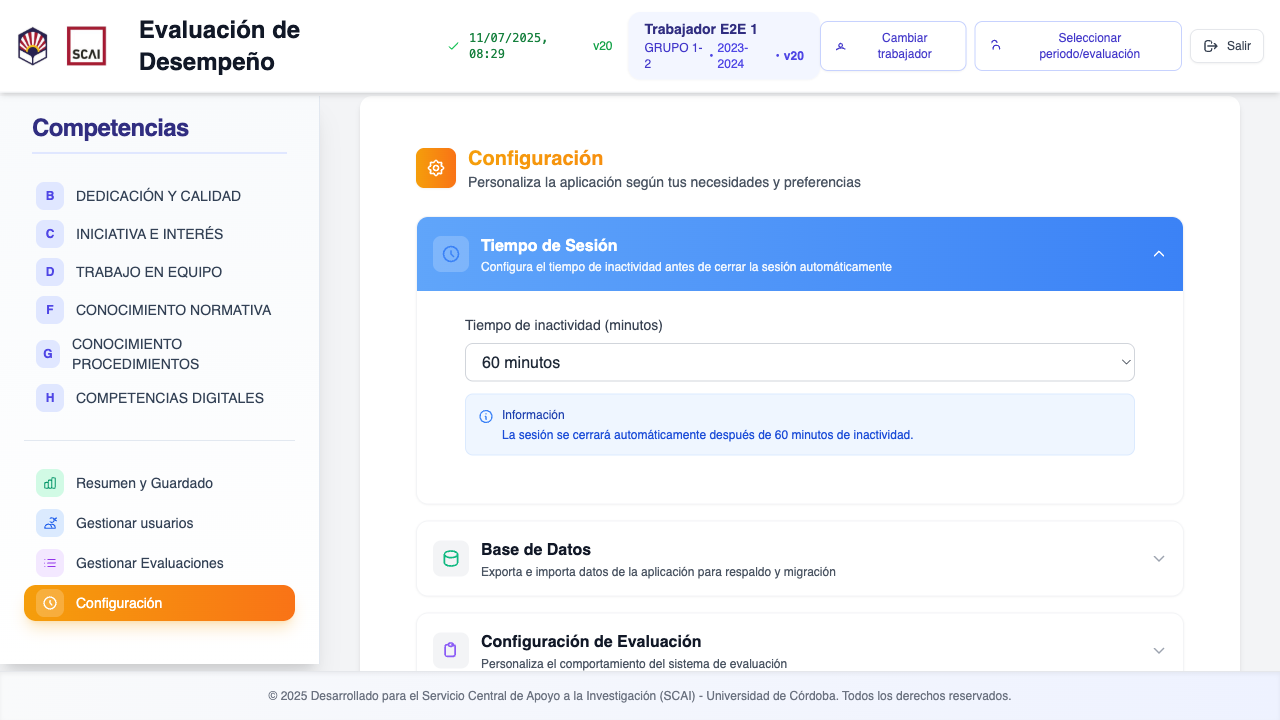 SCAI
Evaluación de
Desempeño
11/07/2025,
08:29
v20
Trabajador E2E 1
GRUPO 1-
2
•
2023-
2024
• v20
Cambiar
trabajador
Seleccionar
periodo/evaluación
Salir
Competencias
B DEDICACIÓN Y CALIDAD
C INICIATIVA E INTERÉS
D TRABAJO EN EQUIPO
F CONOCIMIENTO NORMATIVA
G CONOCIMIENTO
PROCEDIMIENTOS
H COMPETENCIAS DIGITALES
Resumen y Guardado
Gestionar usuarios
Gestionar Evaluaciones
Configuración
Configuración
Personaliza la aplicación según tus necesidades y preferencias
Tiempo de Sesión
Configura el tiempo de inactividad antes de cerrar la sesión automáticamente
Tiempo de inactividad (minutos)
60 minutos
Información
La sesión se cerrará automáticamente después de 60 minutos de inactividad.
Base de Datos
Exporta e importa datos de la aplicación para respaldo y migración
Configuración de Evaluación
Personaliza el comportamiento del sistema de evaluación
© 2025 Desarrollado para el Servicio Central de Apoyo a la Investigación (SCAI) - Universidad de Córdoba. Todos los derechos reservados.